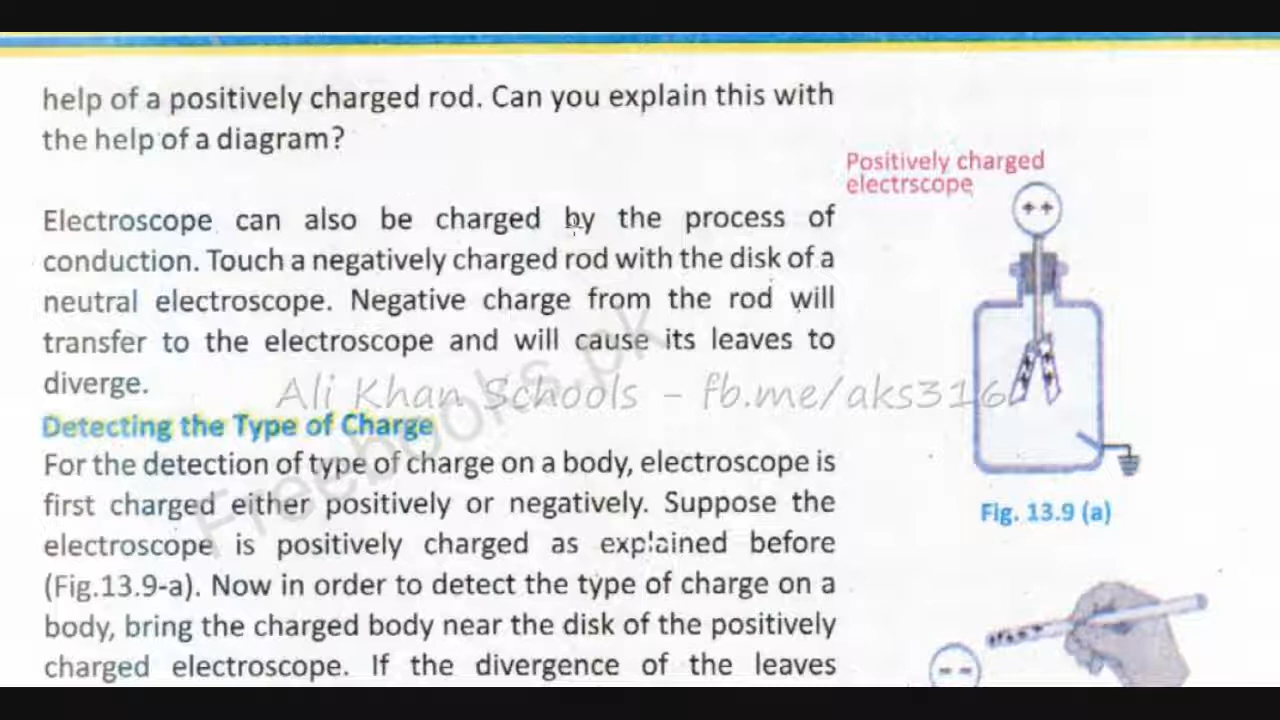 help of a positively charged rod. Can you explain this with
the help of a diagram?
Electroscope can also be charged by the process of
conduction. Touch a negatively charged rod with the disk of a
neutral electroscope. Negative charge from the rod will
transfer to the electroscope and will cause its leaves to
diverge.
Detecting the Type of Charge
For the detection of type of charge on a body, electroscope is
first charged either positively or negatively. Suppose the
electroscope is positively charged as explained before
(Fig.13.9-a). Now in order to detect the type of charge on a
body, bring the charged body near the disk of the positively
charged electroscope. If the divergence of the leaves
Positively charged
electrscope
++
Fig. 13.9 (a)
--
Ali Khan Schools - fb.me/aks316
Freebooks.pk